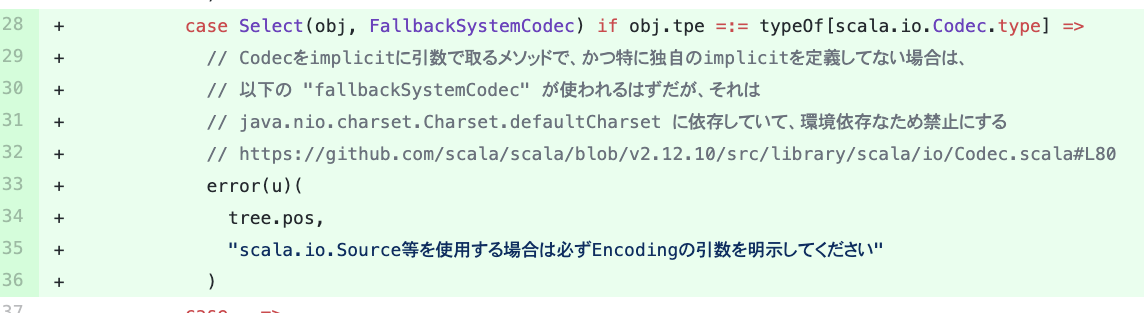 28 + case Select(obj, FallbackSystemCodec) if obj.tpe =:= typeOf[scala.io.Codec.type] =>
29 + // Codecをimplicitに引数で取るメソッドで、かつ特に独自のimplicitを定義してない場合は、
30 + // 以下の "fallbackSystemCodec" が使われるはずだが、それは
31 + // java.nio.charset.Charset.defaultCharset に依存していて、環境依存なため禁止にする
32 + // https://github.com/scala/scala/blob/v2.12.10/src/library/scala/io/Codec.scala#L80
33 + error(u)(
34 + tree.pos,
35 + "scala.io.Source等を使用する場合は必ずEncodingの引数を明示してください"
36 + )
37 case _ =>